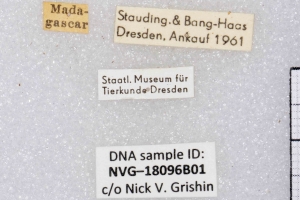 Mada-
gascar
Stauding. & Bang-Haas
Dresden, Ankauf 1961
Staatl. Museum für
Tierkunde Dresden
DNA sample ID:
NVG–18096B01
c/o Nick V. Grishin